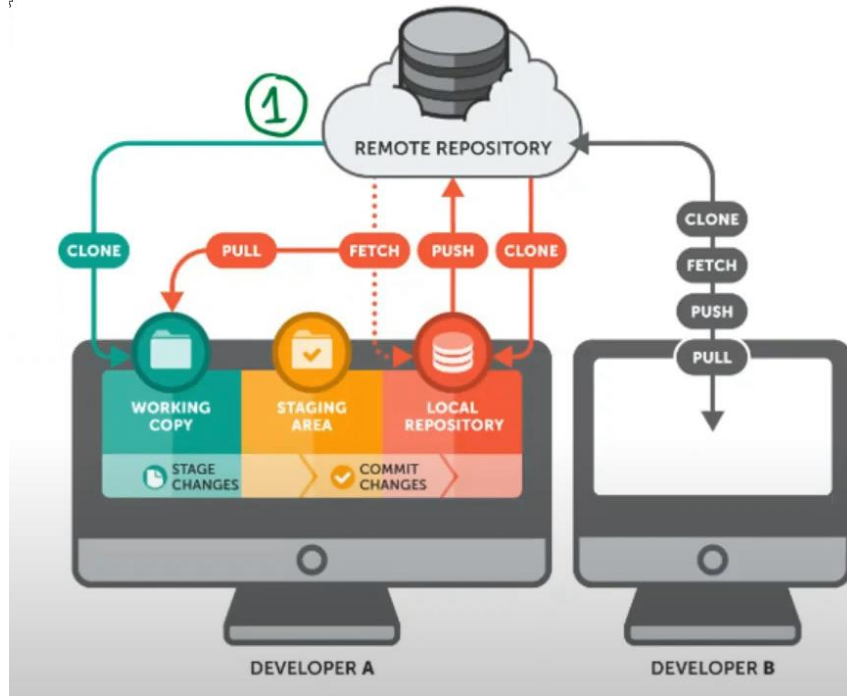 1
REMOTE REPOSITORY
CLONE
PULL
FETCH
PUSH
CLONE
CLONE
FETCH
PUSH
PULL
WORKING
COPY
STAGING
AREA
LOCAL
REPOSITORY
STAGE
CHANGES
COMMIT
CHANGES
DEVELOPER A
DEVELOPER B